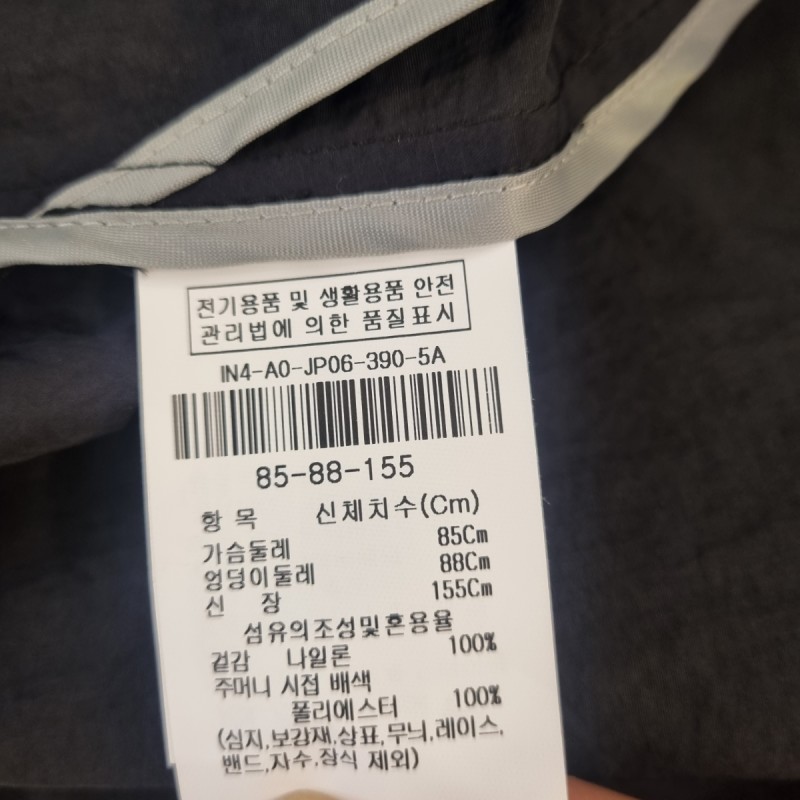 전기용품 및 생활용품 안전
관리법에 의한 품질표시
IN4-A0-JP06-390-5A
85-88-155
항 목 신체치수(Cm)
가슴둘레 85Cm
엉덩이둘레 88Cm
신 장 155Cm
섬유의조성및혼용율
겉감 나일론 100%
주머니 시접 배색
폴리에스터 100%
(심지,보강재,상표,무늬,레이스,
밴드,자수,장식 제외)